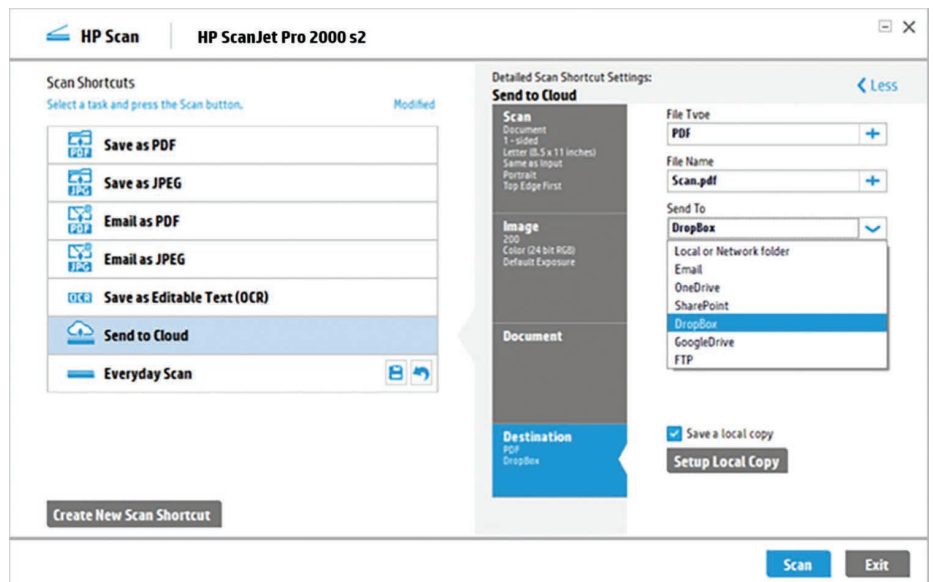 HP Scan
HP ScanJet Pro 2000 s2
Scan Shortcuts
Select a task and press the Scan button.
Modified
PDF
Save as PDF
JPG
Save as JPEG
PDF
Email as PDF
JPG
Email as JPEG
OCR
Save as Editable Text (OCR)
Send to Cloud
Everyday Scan
Create New Scan Shortcut
Detailed Scan Shortcut Settings:
Send to Cloud
Less
Scan
Document
1-sided
Letter (8.5 x 11 inches)
Same as Input
Portrait
Top Edge First
Image
200
Color (24 bit RGB)
Default Exposure
Document
Destination
PDF
DropBox
File Type
PDF
File Name
Scan.pdf
Send To
DropBox
Local or Network folder
Email
OneDrive
SharePoint
DropBox
GoogleDrive
FTP
Save a local copy
Setup Local Copy
Scan
Exit